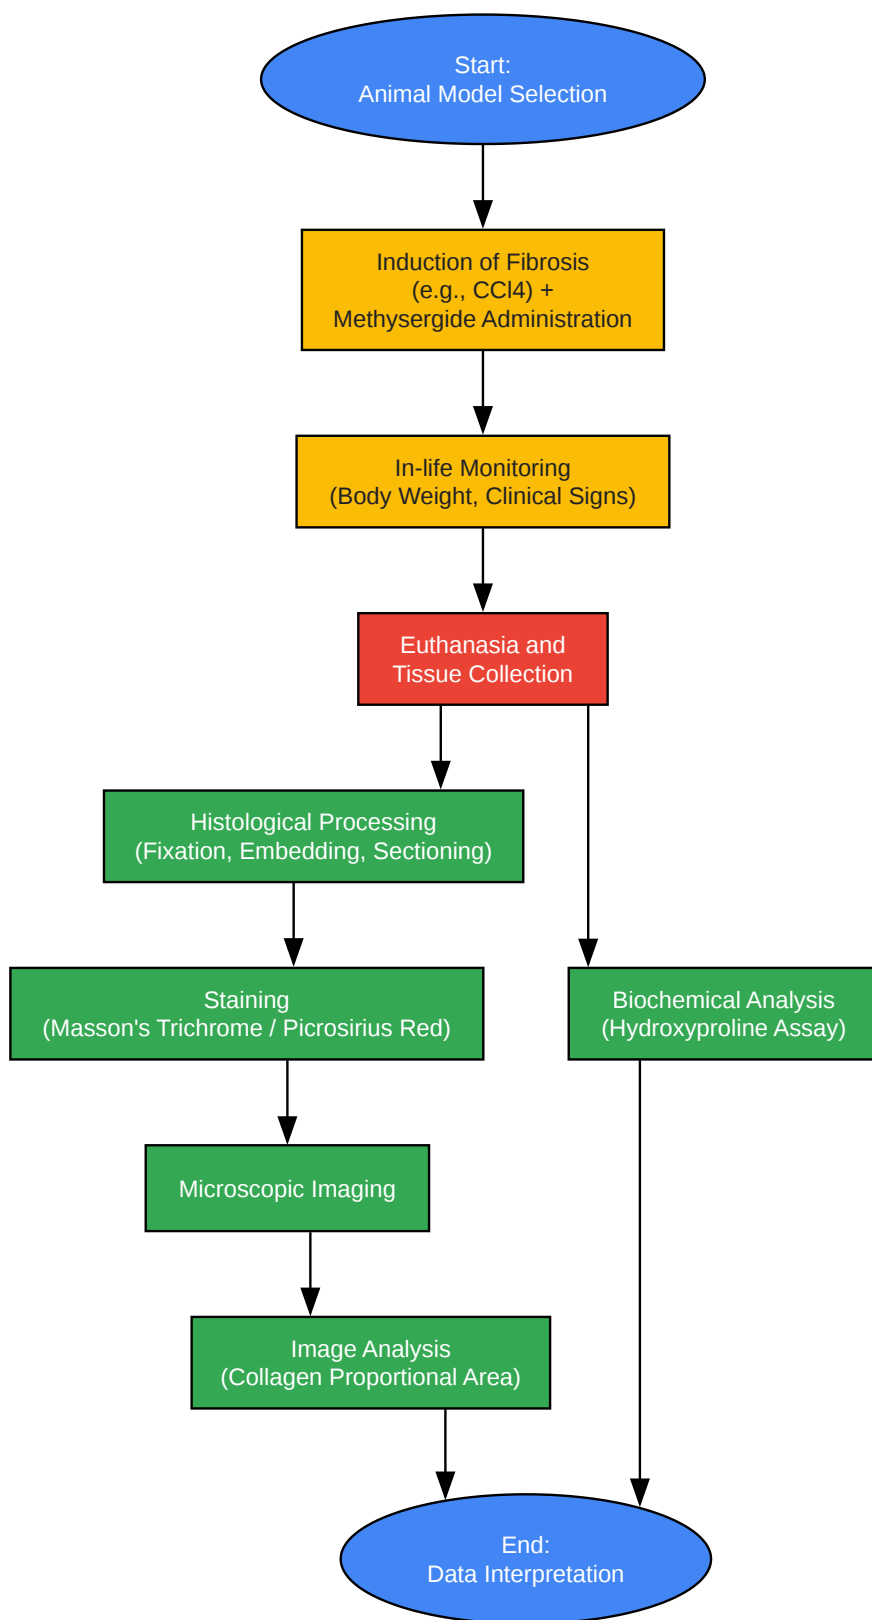 Start:
Animal Model Selection
Induction of Fibrosis
(e.g., CCl4) +
Methysergide Administration
In-life Monitoring
(Body Weight, Clinical Signs)
Euthanasia and
Tissue Collection
Histological Processing
(Fixation, Embedding, Sectioning)
Staining
(Masson's Trichrome / Picrosirius Red)
Biochemical Analysis
(Hydroxyproline Assay)
Microscopic Imaging
Image Analysis
(Collagen Proportional Area)
End:
Data Interpretation